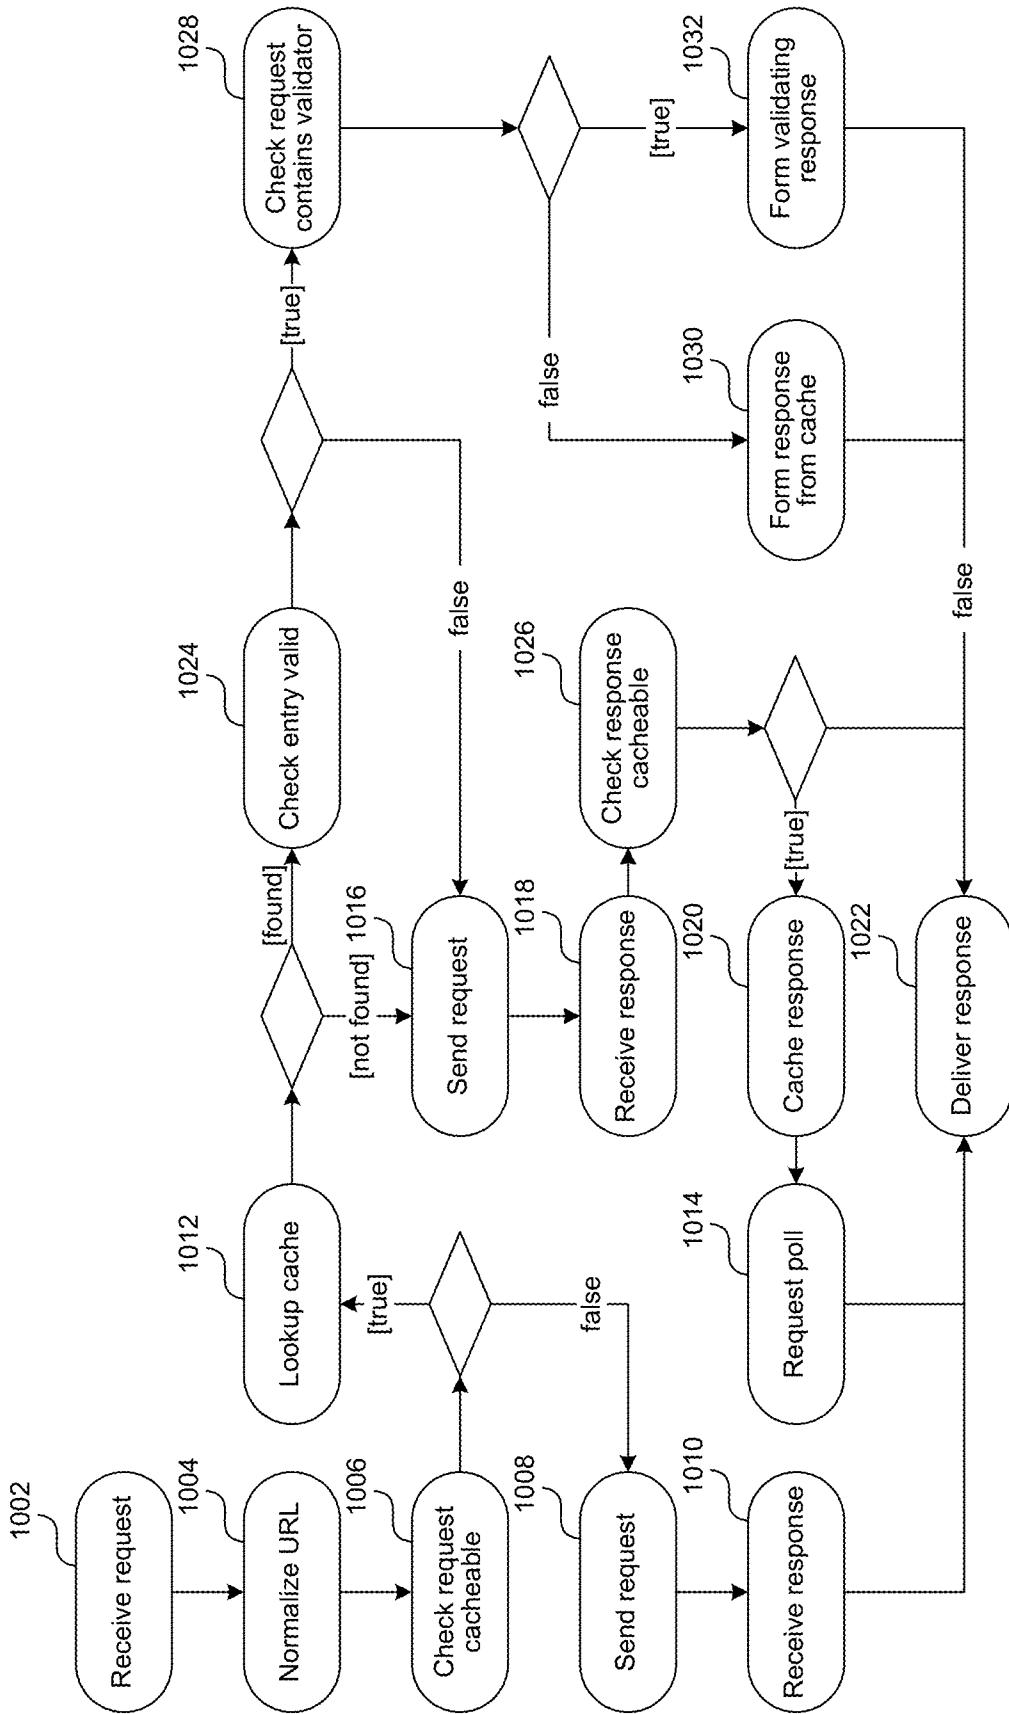 1002
Receive request
1004
Normalize URL
1006
Check request
cacheable
[true]
false
1008
Send request
1010
Receive response
1012
Lookup cache
[found]
[not found]
1016
Send request
1018
Receive response
1024
Check entry valid
[true]
false
1026
Check response
cacheable
[true]
false
1020
Cache response
1014
Request poll
1022
Deliver response
1028
Check request
contains validator
[true]
false
1030
Form response
from cache
1032
Form validating
response